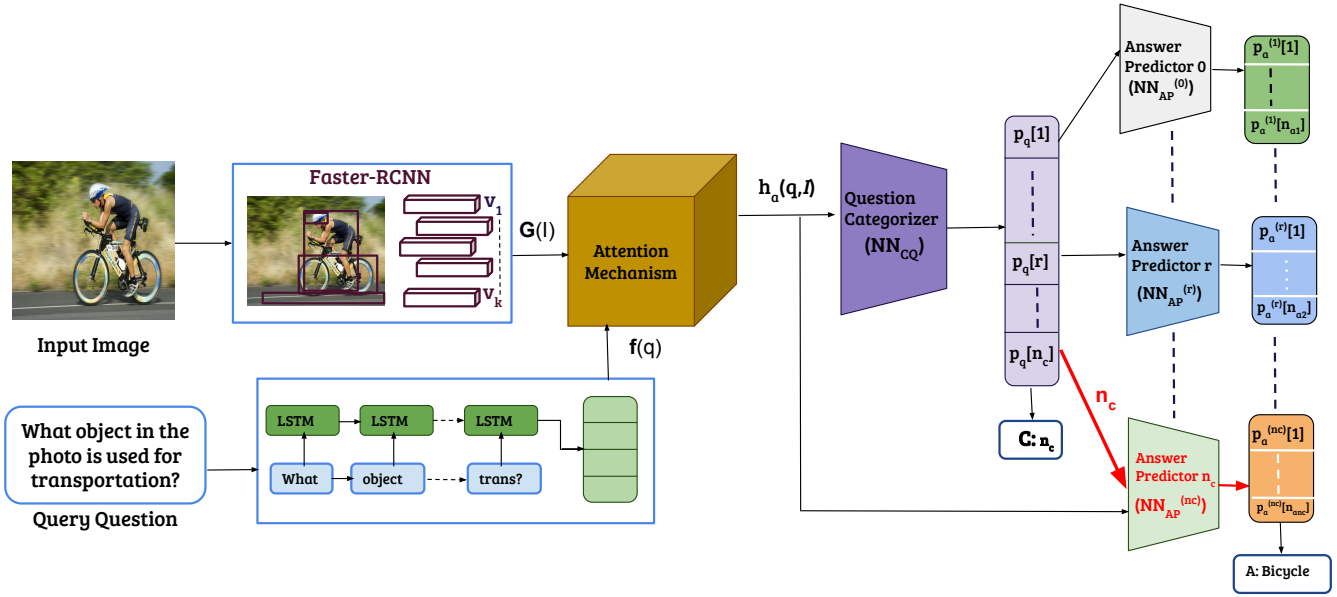 Input Image
Faster-RCNN
V1
Vk
G(I)
Attention
Mechanism
f(q)
What object in the
photo is used for
transportation?
Query Question
LSTM
LSTM
LSTM
What
object
trans?
ha(q,I)
Question
Categorizer
(NNCQ)
pq[1]
pq[r]
pq[nc]
C: nc
nc
Answer
Predictor 0
(NNAP(0))
pa(1)[1]
pa(1)[na1]
Answer
Predictor r
(NNAP(r))
pa(r)[1]
pa(r)[na2]
Answer
Predictor nc
(NNAP(nc))
pa(nc)[1]
pa(nc)[nanc]
A: Bicycle